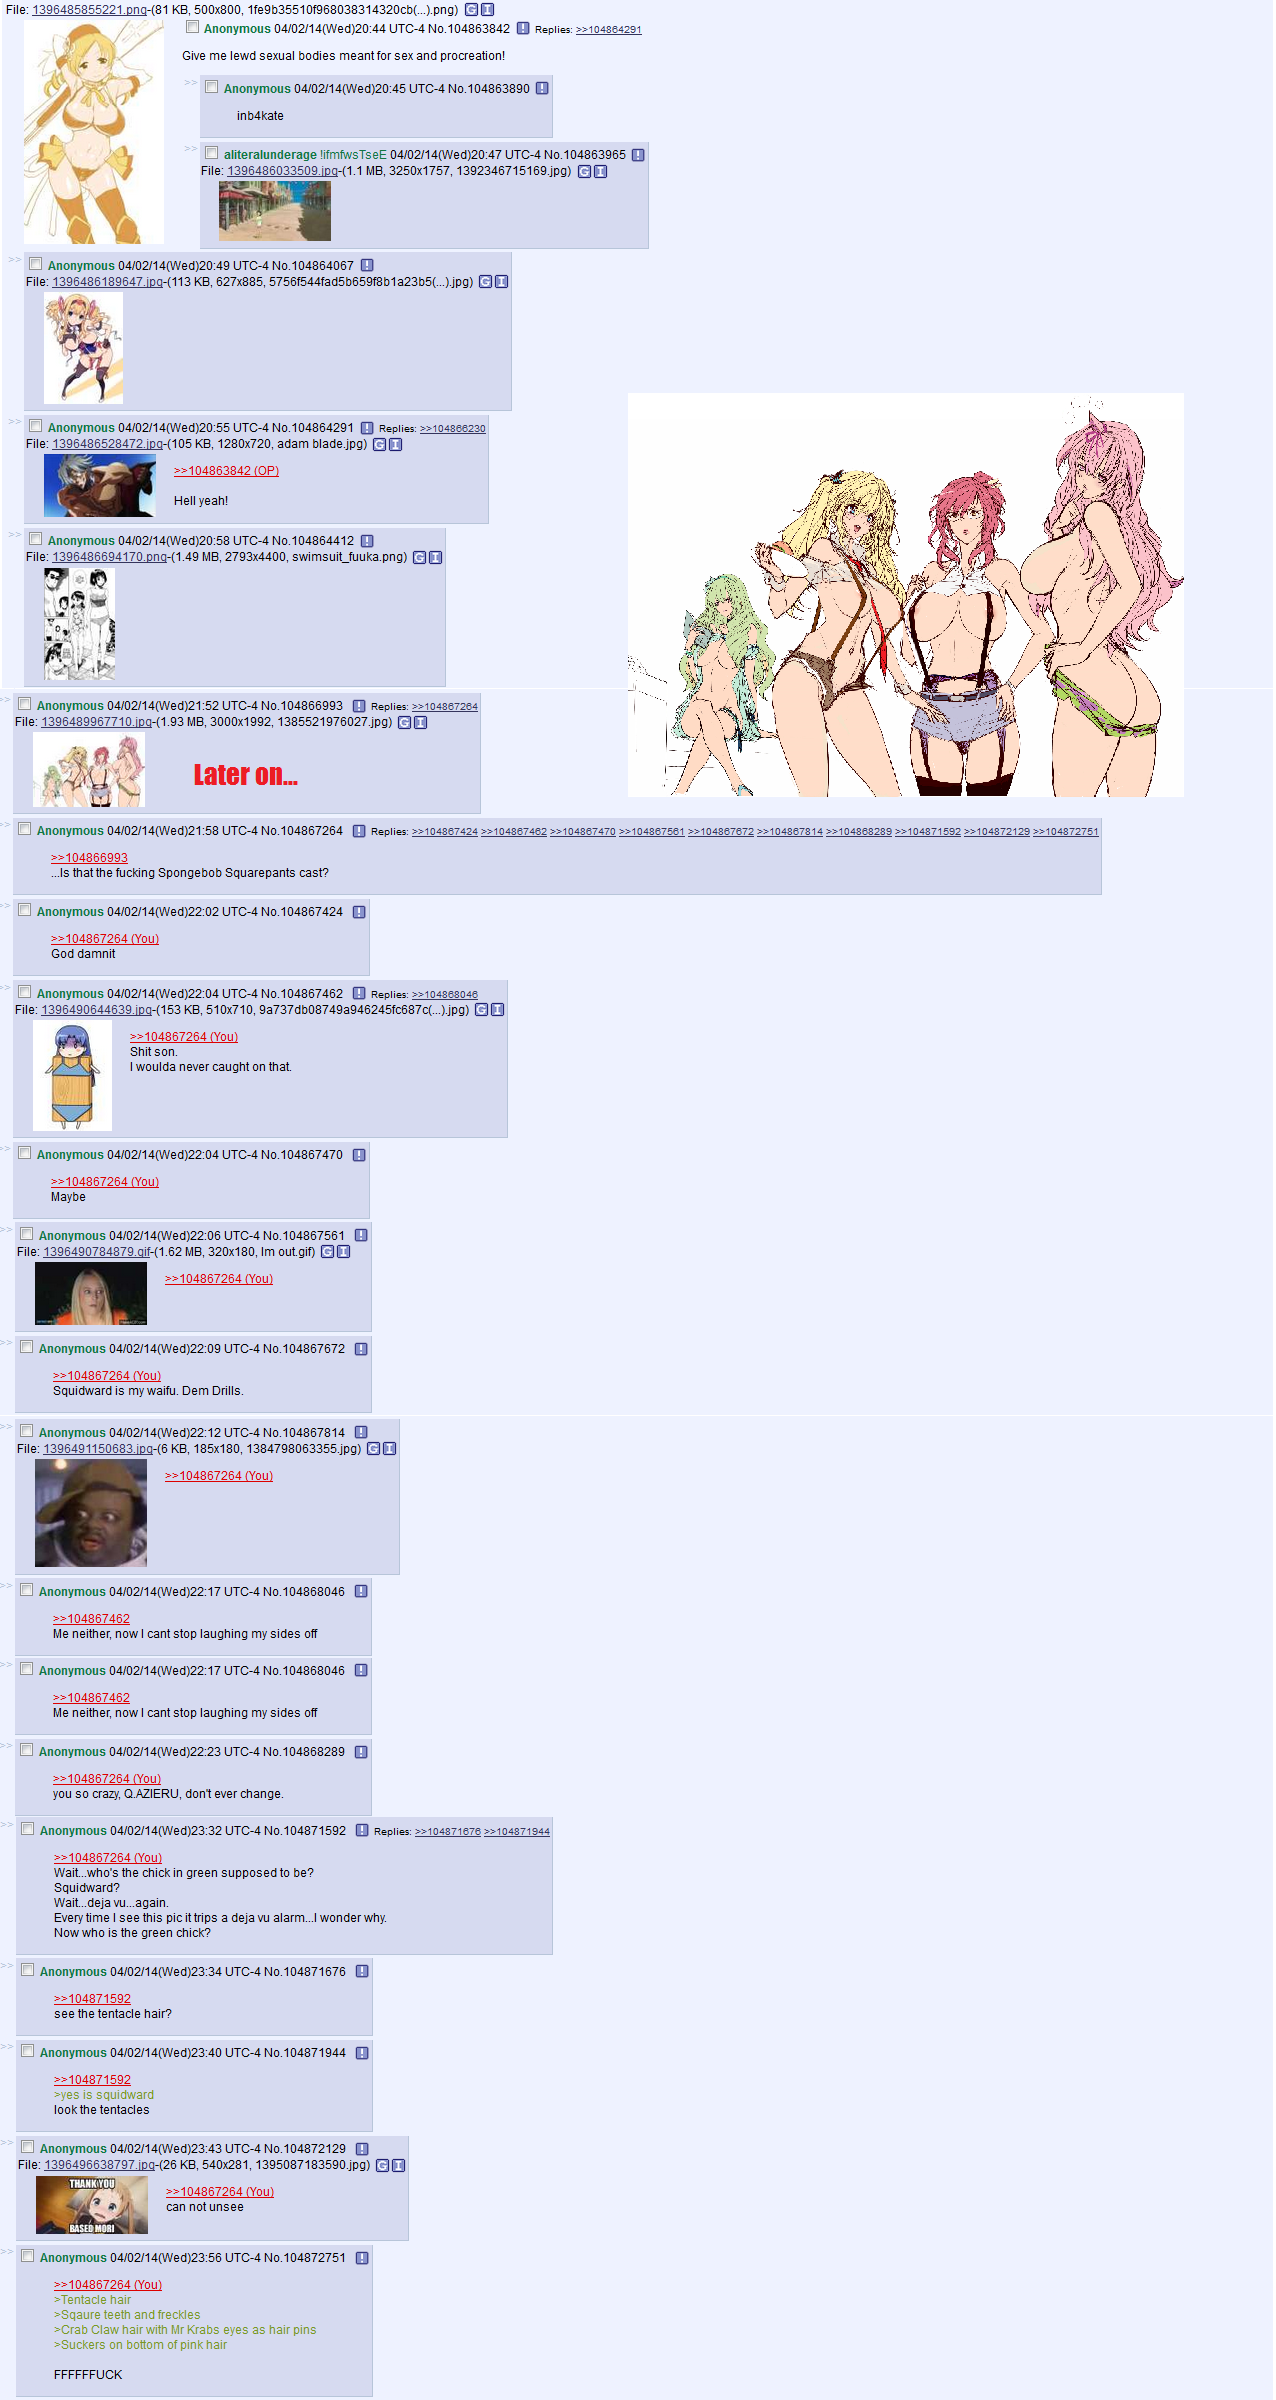 File: 1396485855221.png-(81 KB, 500x800, 1fe9b35510f968038314320cb(...).png) G I
Anonymous 04/02/14(Wed)20:44 UTC-4 No.104863842 ! Replies: >>104864291
Give me lewd sexual bodies meant for sex and procreation!
>> Anonymous 04/02/14(Wed)20:45 UTC-4 No.104863890 !
inb4kate
>> aliteralunderage !ifmfwsTseE 04/02/14(Wed)20:47 UTC-4 No.104863965 !
File: 1396486033509.jpg-(1.1 MB, 3250x1757, 1392346715169.jpg) G I
>> Anonymous 04/02/14(Wed)20:49 UTC-4 No.104864067 !
File: 1396486189647.jpg-(113 KB, 627x885, 5756f544fad5b659f8b1a23b5(...).jpg) G I
>> Anonymous 04/02/14(Wed)20:55 UTC-4 No.104864291 ! Replies: >>104866230
File: 1396486528472.jpg-(105 KB, 1280x720, adam blade.jpg) G I
>>104863842 (OP)
Hell yeah!
>> Anonymous 04/02/14(Wed)20:58 UTC-4 No.104864412 !
File: 1396486694170.png-(1.49 MB, 2793x4400, swimsuit_fuuka.png) G I
>> Anonymous 04/02/14(Wed)21:52 UTC-4 No.104866993 ! Replies: >>104867264
File: 1396489967710.jpg-(1.93 MB, 3000x1992, 1385521976027.jpg) G I
Later on...
>> Anonymous 04/02/14(Wed)21:58 UTC-4 No.104867264 ! Replies: >>104867424 >>104867462 >>104867470 >>104867561 >>104867672 >>104867814 >>104868289 >>104871592 >>104872129 >>104872751
>>104866993
...Is that the fucking Spongebob Squarepants cast?
>> Anonymous 04/02/14(Wed)22:02 UTC-4 No.104867424 !
>>104867264 (You)
God damnit
>> Anonymous 04/02/14(Wed)22:04 UTC-4 No.104867462 ! Replies: >>104868046
File: 1396490644639.jpg-(153 KB, 510x710, 9a737db08749a946245fc687c(...).jpg) G I
>>104867264 (You)
Shit son.
I woulda never caught on that.
>> Anonymous 04/02/14(Wed)22:04 UTC-4 No.104867470 !
>>104867264 (You)
Maybe
>> Anonymous 04/02/14(Wed)22:06 UTC-4 No.104867561 !
File: 1396490784879.gif-(1.62 MB, 320x180, Im out.gif) G I
>>104867264 (You)
>> Anonymous 04/02/14(Wed)22:09 UTC-4 No.104867672 !
>>104867264 (You)
Squidward is my waifu. Dem Drills.
>> Anonymous 04/02/14(Wed)22:12 UTC-4 No.104867814 !
File: 1396491150683.jpg-(6 KB, 185x180, 1384798063355.jpg) G I
>>104867264 (You)
>> Anonymous 04/02/14(Wed)22:17 UTC-4 No.104868046 !
>>104867462
Me neither, now I cant stop laughing my sides off
>> Anonymous 04/02/14(Wed)22:17 UTC-4 No.104868046 !
>>104867462
Me neither, now I cant stop laughing my sides off
>> Anonymous 04/02/14(Wed)22:23 UTC-4 No.104868289 !
>>104867264 (You)
you so crazy, Q.AZIERU, don't ever change.
>> Anonymous 04/02/14(Wed)23:32 UTC-4 No.104871592 ! Replies: >>104871676 >>104871944
>>104867264 (You)
Wait...who's the chick in green supposed to be?
Squidward?
Wait...deja vu...again.
Every time I see this pic it trips a deja vu alarm...I wonder why.
Now who is the green chick?
>> Anonymous 04/02/14(Wed)23:34 UTC-4 No.104871676 !
>>104871592
see the tentacle hair?
>> Anonymous 04/02/14(Wed)23:40 UTC-4 No.104871944 !
>>104871592
>yes is squidward
look the tentacles
>> Anonymous 04/02/14(Wed)23:43 UTC-4 No.104872129 !
File: 1396496638797.jpg-(26 KB, 540x281, 1395087183590.jpg) G I
THANK YOU
BASED MORI
>>104867264 (You)
can not unsee
>> Anonymous 04/02/14(Wed)23:56 UTC-4 No.104872751 !
>>104867264 (You)
>Tentacle hair
>Sqaure teeth and freckles
>Crab Claw hair with Mr Krabs eyes as hair pins
>Suckers on bottom of pink hair
FFFFFFUCK